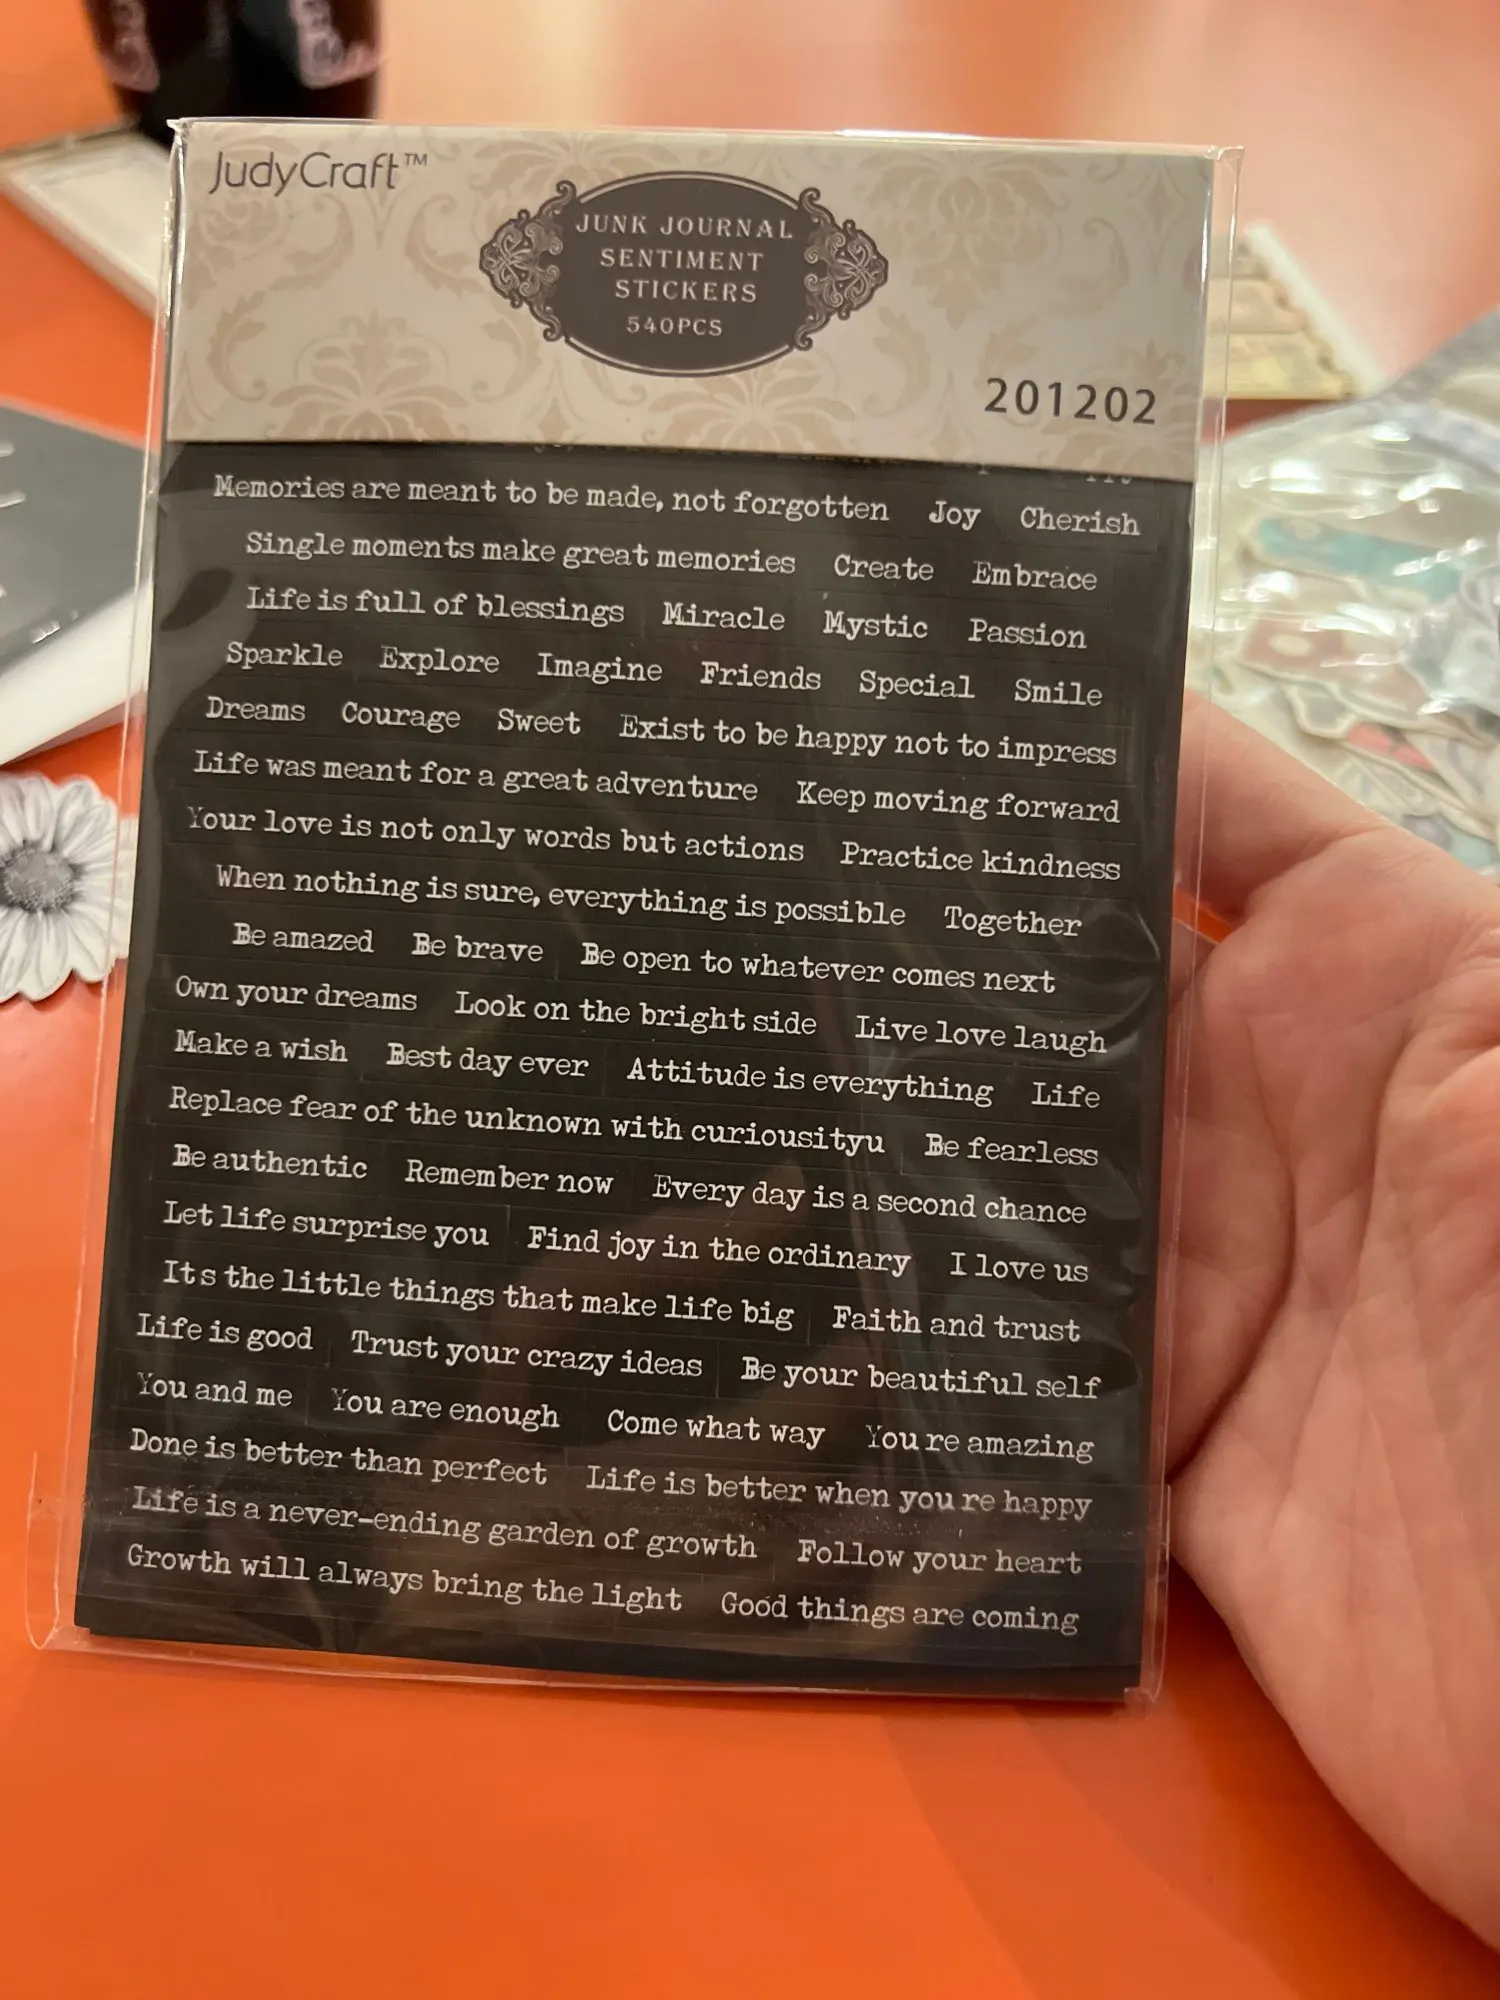 JudyCraft™
JUNK JOURNAL
SENTIMENT
STICKERS
540PCS
201202
Memories are meant to be made, not forgotten Joy Cherish
Single moments make great memories Create Embrace
Life is full of blessings Miracle Mystic Passion
Sparkle Explore Imagine Friends Special Smile
Dreams Courage Sweet Exist to be happy not to impress
Life was meant for a great adventure Keep moving forward
Your love is not only words but actions Practice kindness
When nothing is sure, everything is possible Together
Be amazed Be brave Be open to whatever comes next
Own your dreams Look on the bright side Live love laugh
Make a wish Best day ever Attitude is everything Life
Replace fear of the unknown with curiousityu Be fearless
Be authentic Remember now Every day is a second chance
Let life surprise you Find joy in the ordinary I love us
Its the little things that make life big Faith and trust
Life is good Trust your crazy ideas Be your beautiful self
You and me You are enough Come what way You re amazing
Done is better than perfect Life is better when you re happy
Life is a never-ending garden of growth Follow your heart
Growth will always bring the light Good things are coming